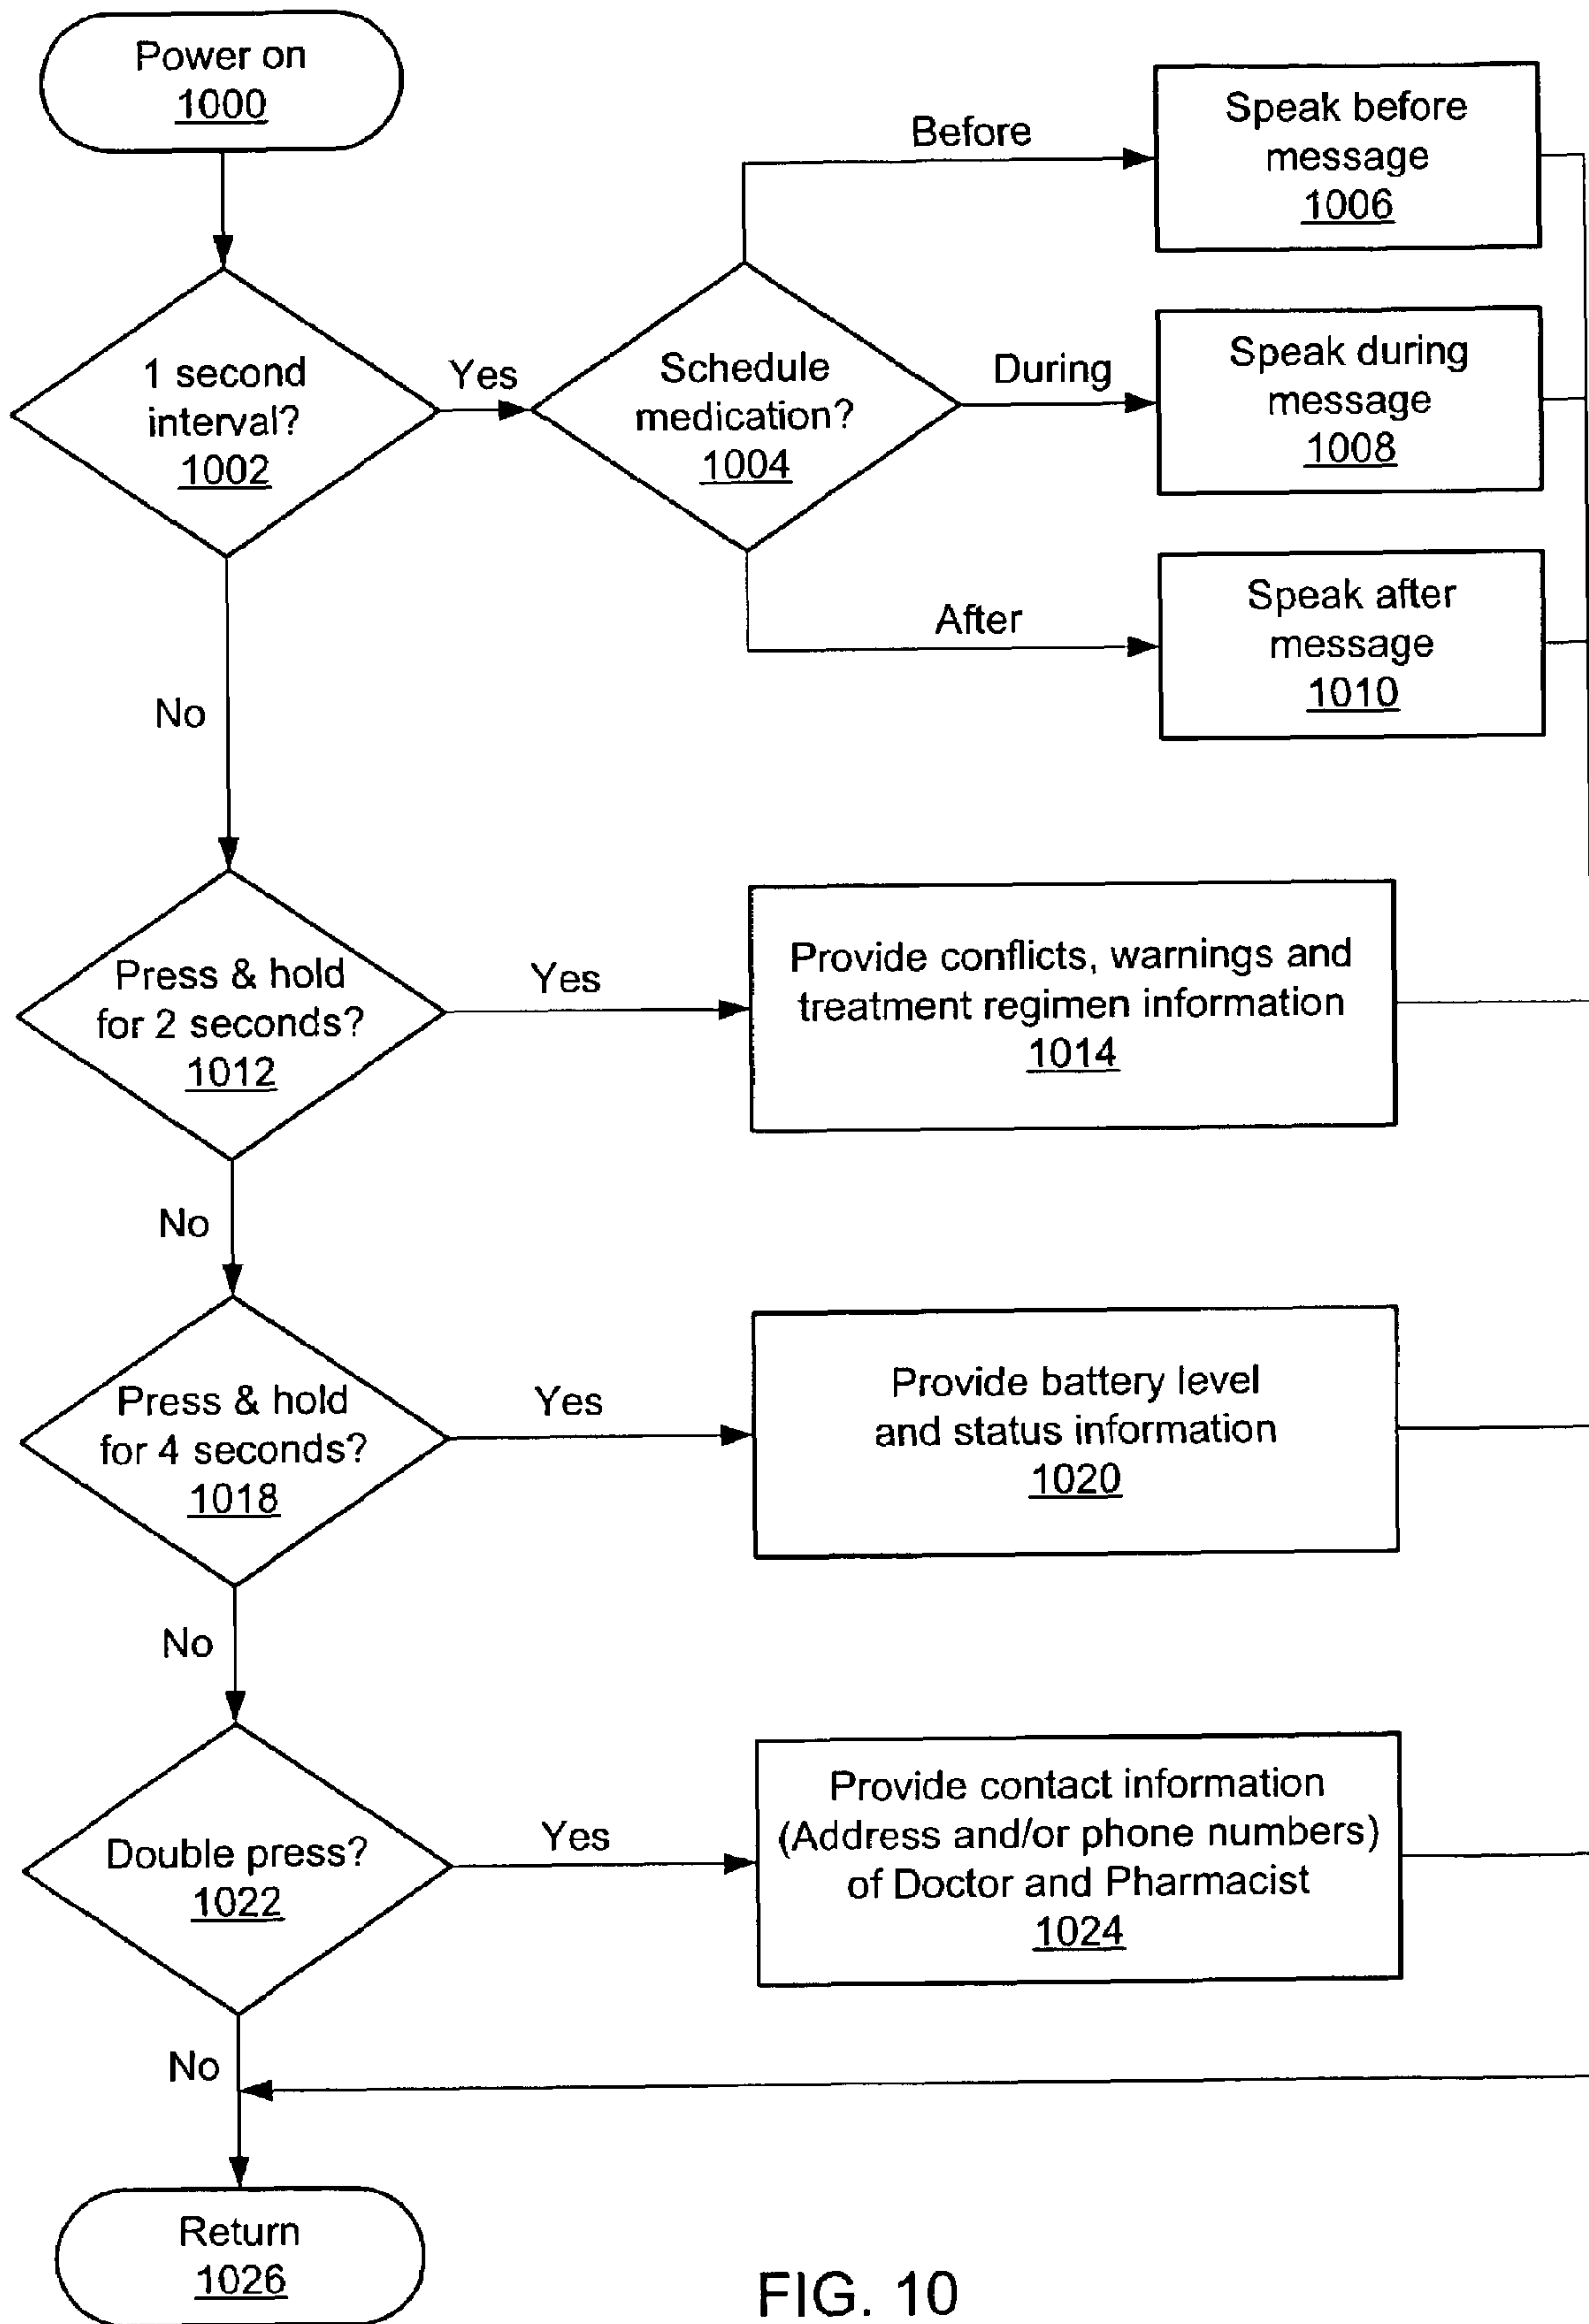 Power on
1000
Before
Speak before
message
1006
1 second
interval?
1002
Yes
Schedule
medication?
1004
During
Speak during
message
1008
After
Speak after
message
1010
No
Press & hold
for 2 seconds?
1012
Yes
Provide conflicts, warnings and
treatment regimen information
1014
No
Press & hold
for 4 seconds?
1018
Yes
Provide battery level
and status information
1020
No
Double press?
1022
Yes
Provide contact information
(Address and/or phone numbers)
of Doctor and Pharmacist
1024
No
Return
1026
FIG. 10